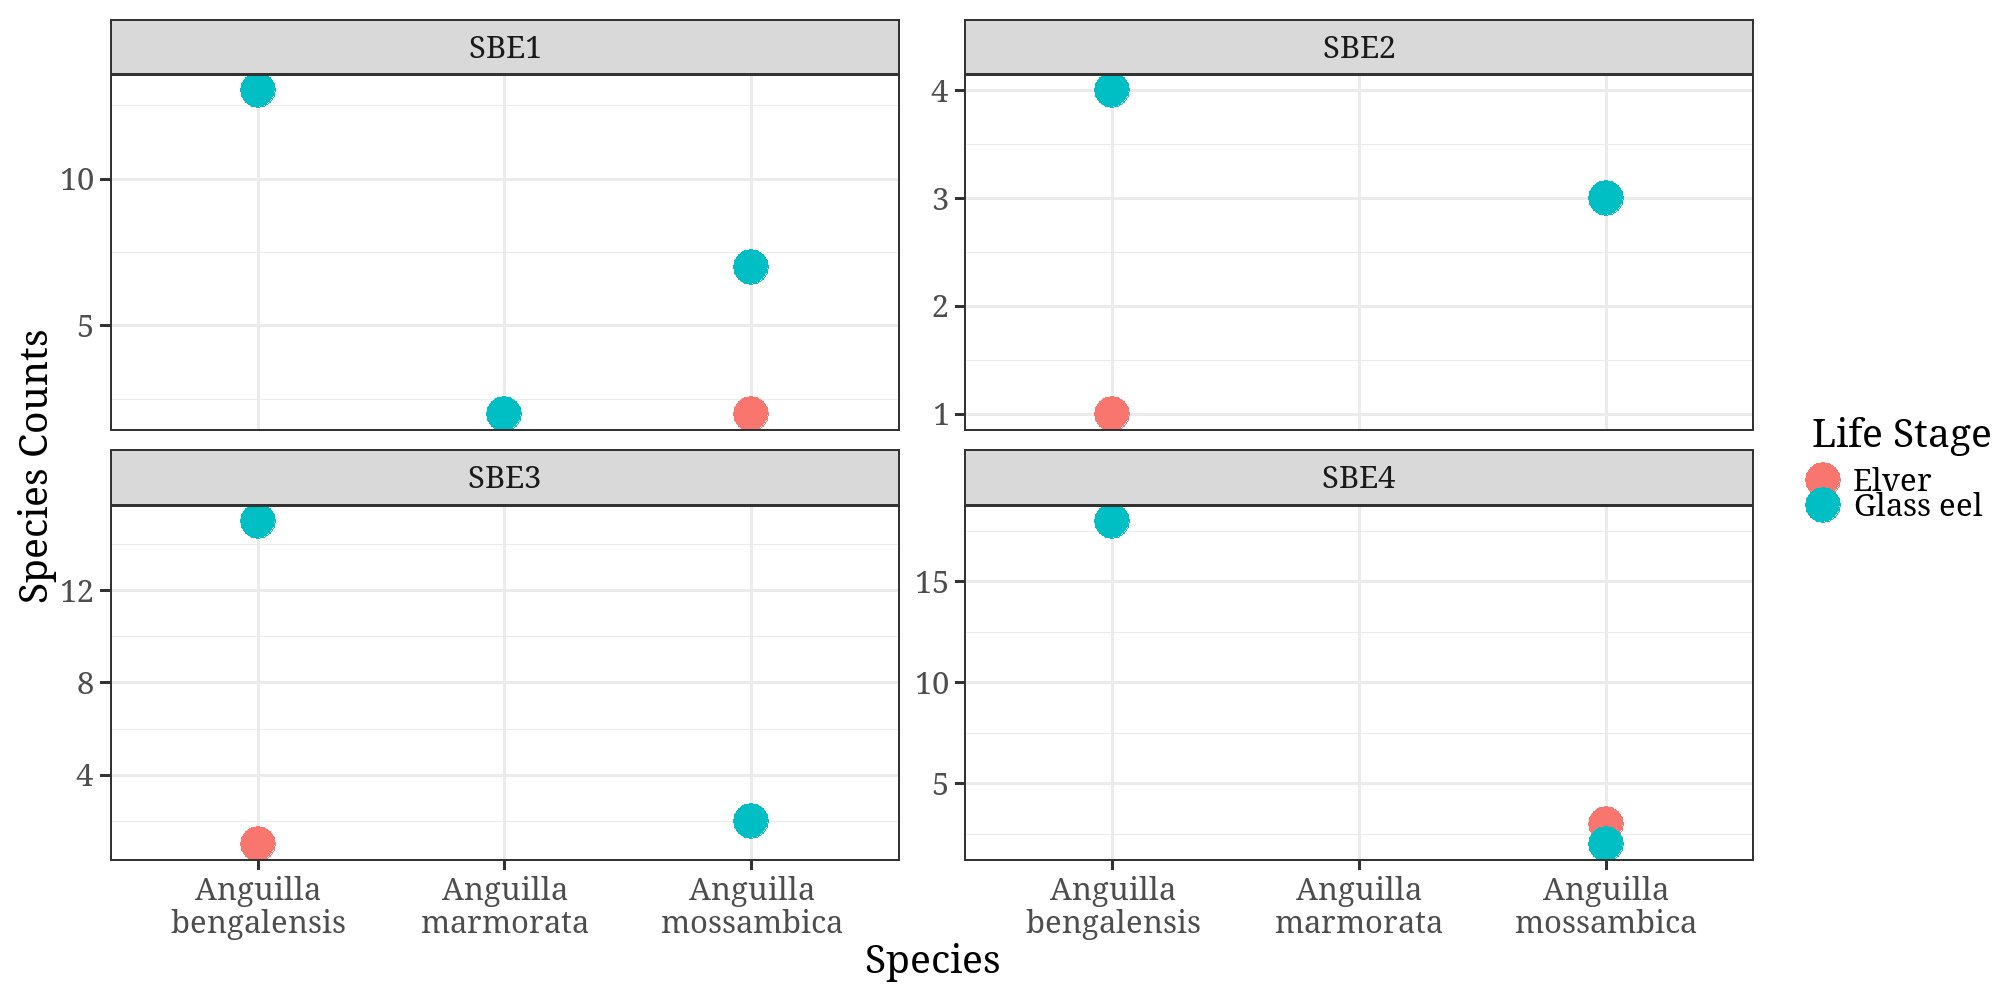 SBE1
SBE2
10
5
4
3
2
1
SBE3
SBE4
12
8
4
15
10
5
Species Counts
Anguilla
bengalensis
Anguilla
marmorata
Anguilla
mossambica
Anguilla
bengalensis
Anguilla
marmorata
Anguilla
mossambica
Species
Life Stage
Elver
Glass eel